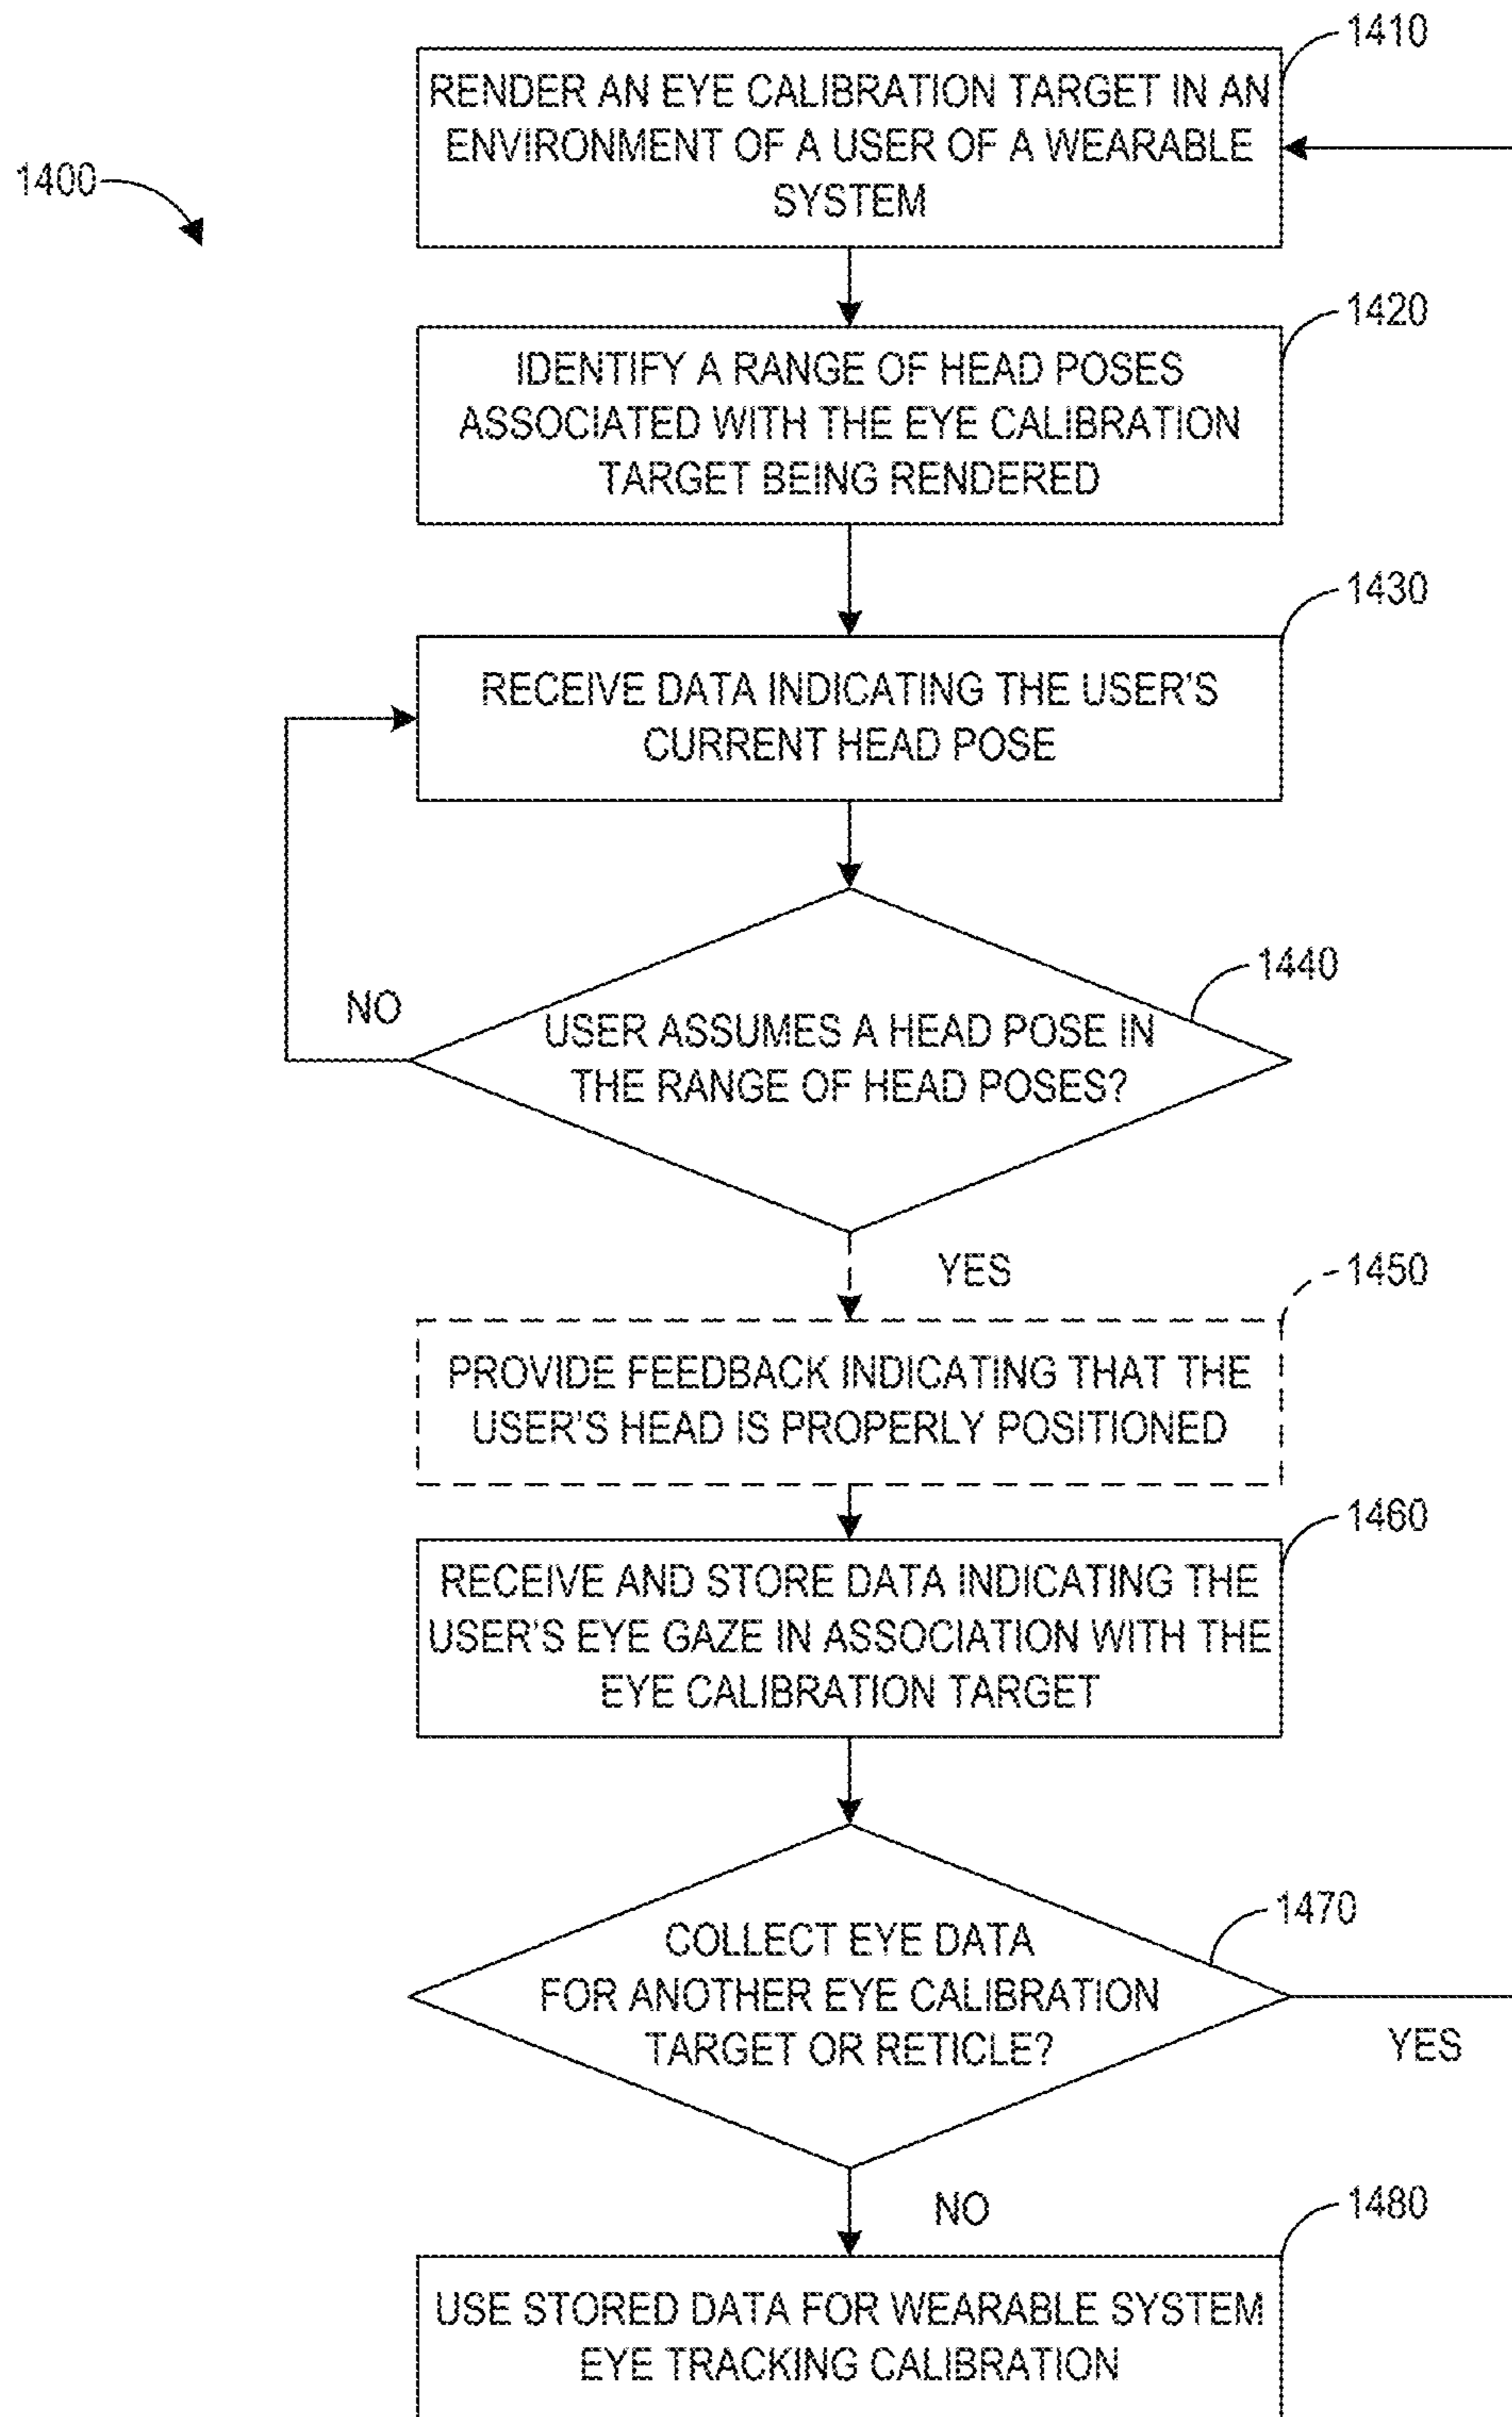 1410
RENDER AN EYE CALIBRATION TARGET IN AN
ENVIRONMENT OF A USER OF A WEARABLE
SYSTEM
1400
1420
IDENTIFY A RANGE OF HEAD POSES
ASSOCIATED WITH THE EYE CALIBRATION
TARGET BEING RENDERED
1430
RECEIVE DATA INDICATING THE USER'S
CURRENT HEAD POSE
1440
NO
USER ASSUMES A HEAD POSE IN
THE RANGE OF HEAD POSES?
YES
1450
PROVIDE FEEDBACK INDICATING THAT THE
USER'S HEAD IS PROPERLY POSITIONED
1460
RECEIVE AND STORE DATA INDICATING THE
USER'S EYE GAZE IN ASSOCIATION WITH THE
EYE CALIBRATION TARGET
1470
COLLECT EYE DATA
FOR ANOTHER EYE CALIBRATION
TARGET OR RETICLE?
YES
NO
1480
USE STORED DATA FOR WEARABLE SYSTEM
EYE TRACKING CALIBRATION